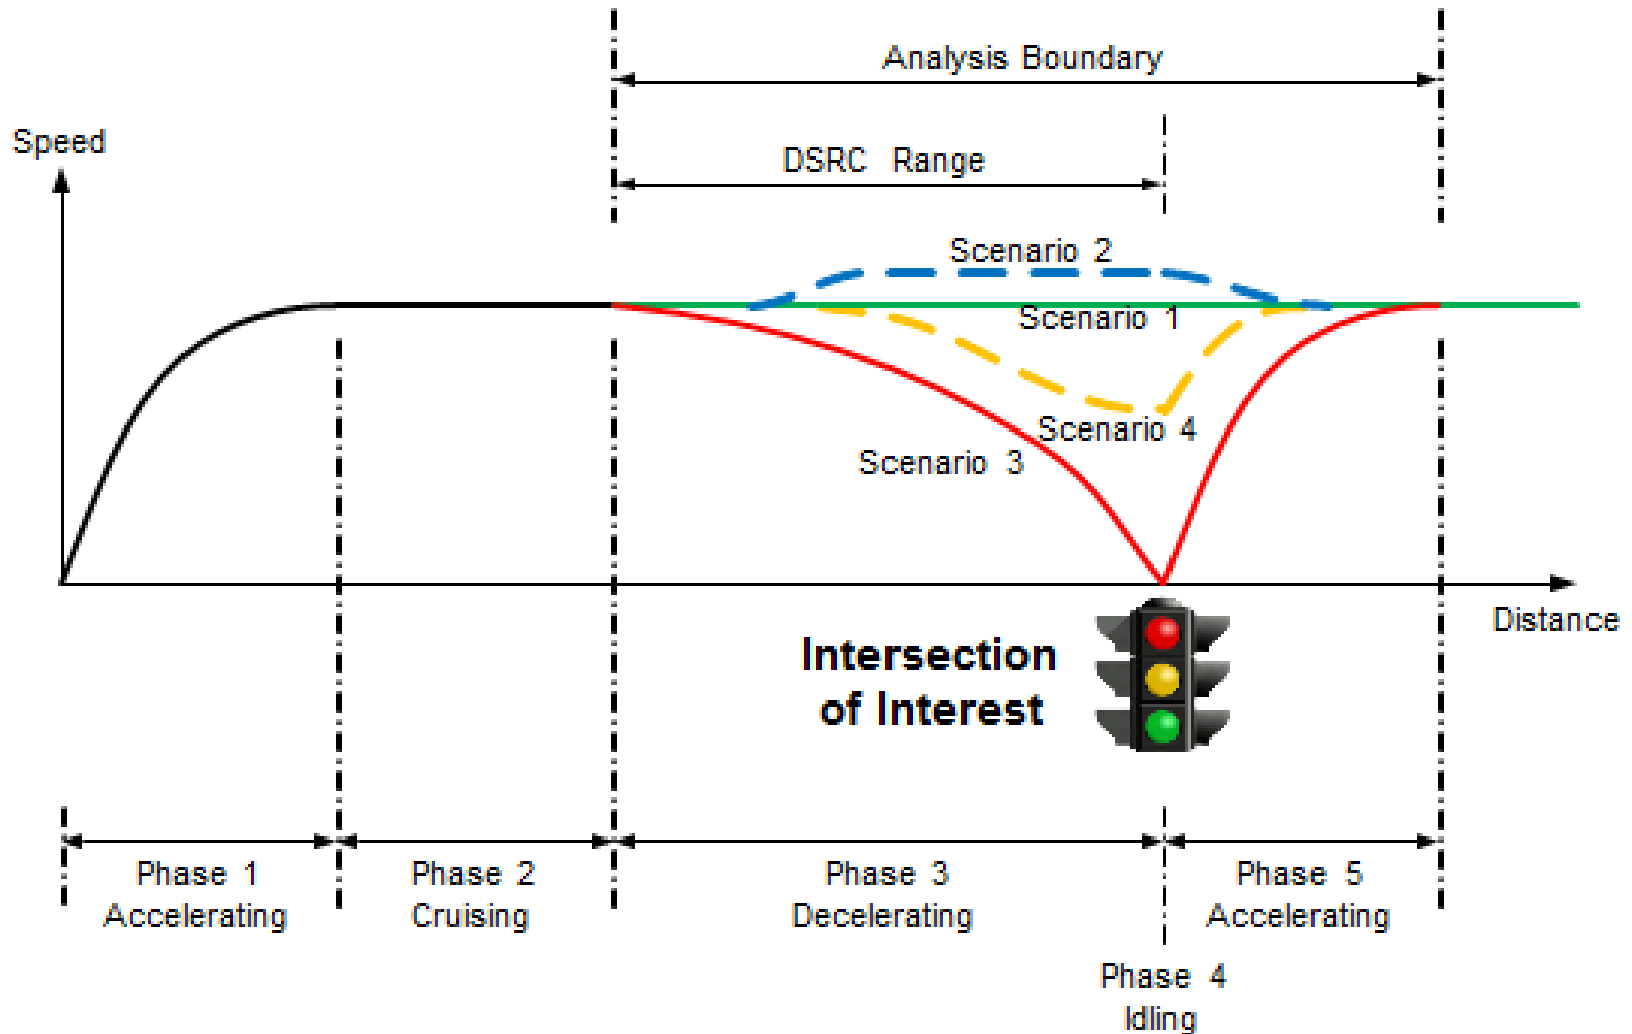 Analysis Boundary
Speed
DSRC Range
Scenario 2
Scenario 1
Scenario 4
Scenario 3
Distance
Intersection
of Interest
Phase 1
Accelerating
Phase 2
Cruising
Phase 3
Decelerating
Phase 5
Accelerating
Phase 4
Idling